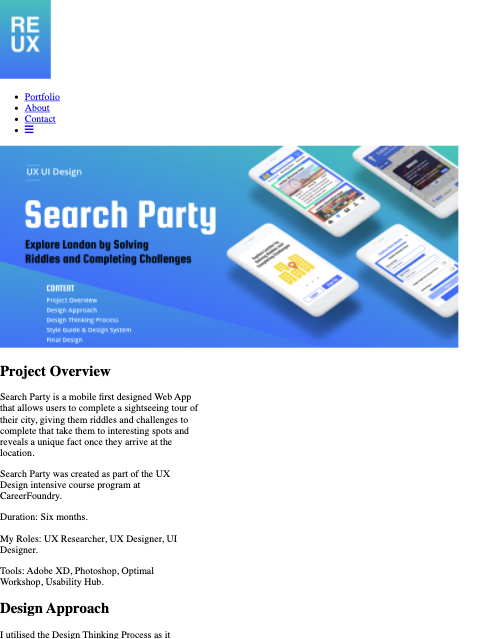 RE
UX
Portfolio
About
Contact
UX UI Design
Search Party
Explore London by Solving
Riddles and Completing Challenges
CONTENT
Project Overview
Design Approach
Design Thinking Process
Style Guide & Design System
Final Design
Project Overview
Search Party is a mobile first designed Web App
that allows users to complete a sightseeing tour of
their city, giving them riddles and challenges to
complete that take them to interesting spots and
reveals a unique fact once they arrive at the
location.
Search Party was created as part of the UX
Design intensive course program at
CareerFoundry.
Duration: Six months.
My Roles: UX Researcher, UX Designer, UI
Designer.
Tools: Adobe XD, Photoshop, Optimal
Workshop, Usability Hub.
Design Approach
I utilised the Design Thinking Process as it